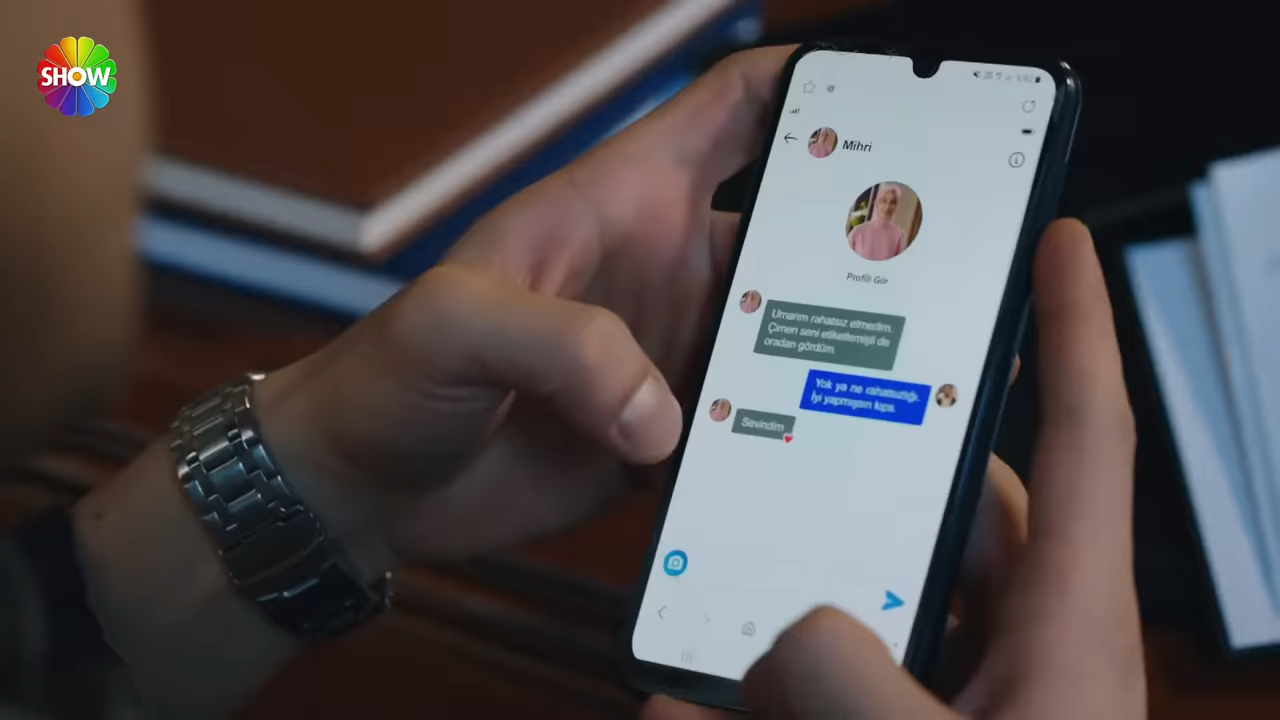 SHOW
Mihri
Profili Gör
Umarım rahatsız etmedim.
Çimen seni etiketlemişti de
oradan gördüm.
Yok ya ne rahatsızlığı.
İyi yapmışsın
Sevindim